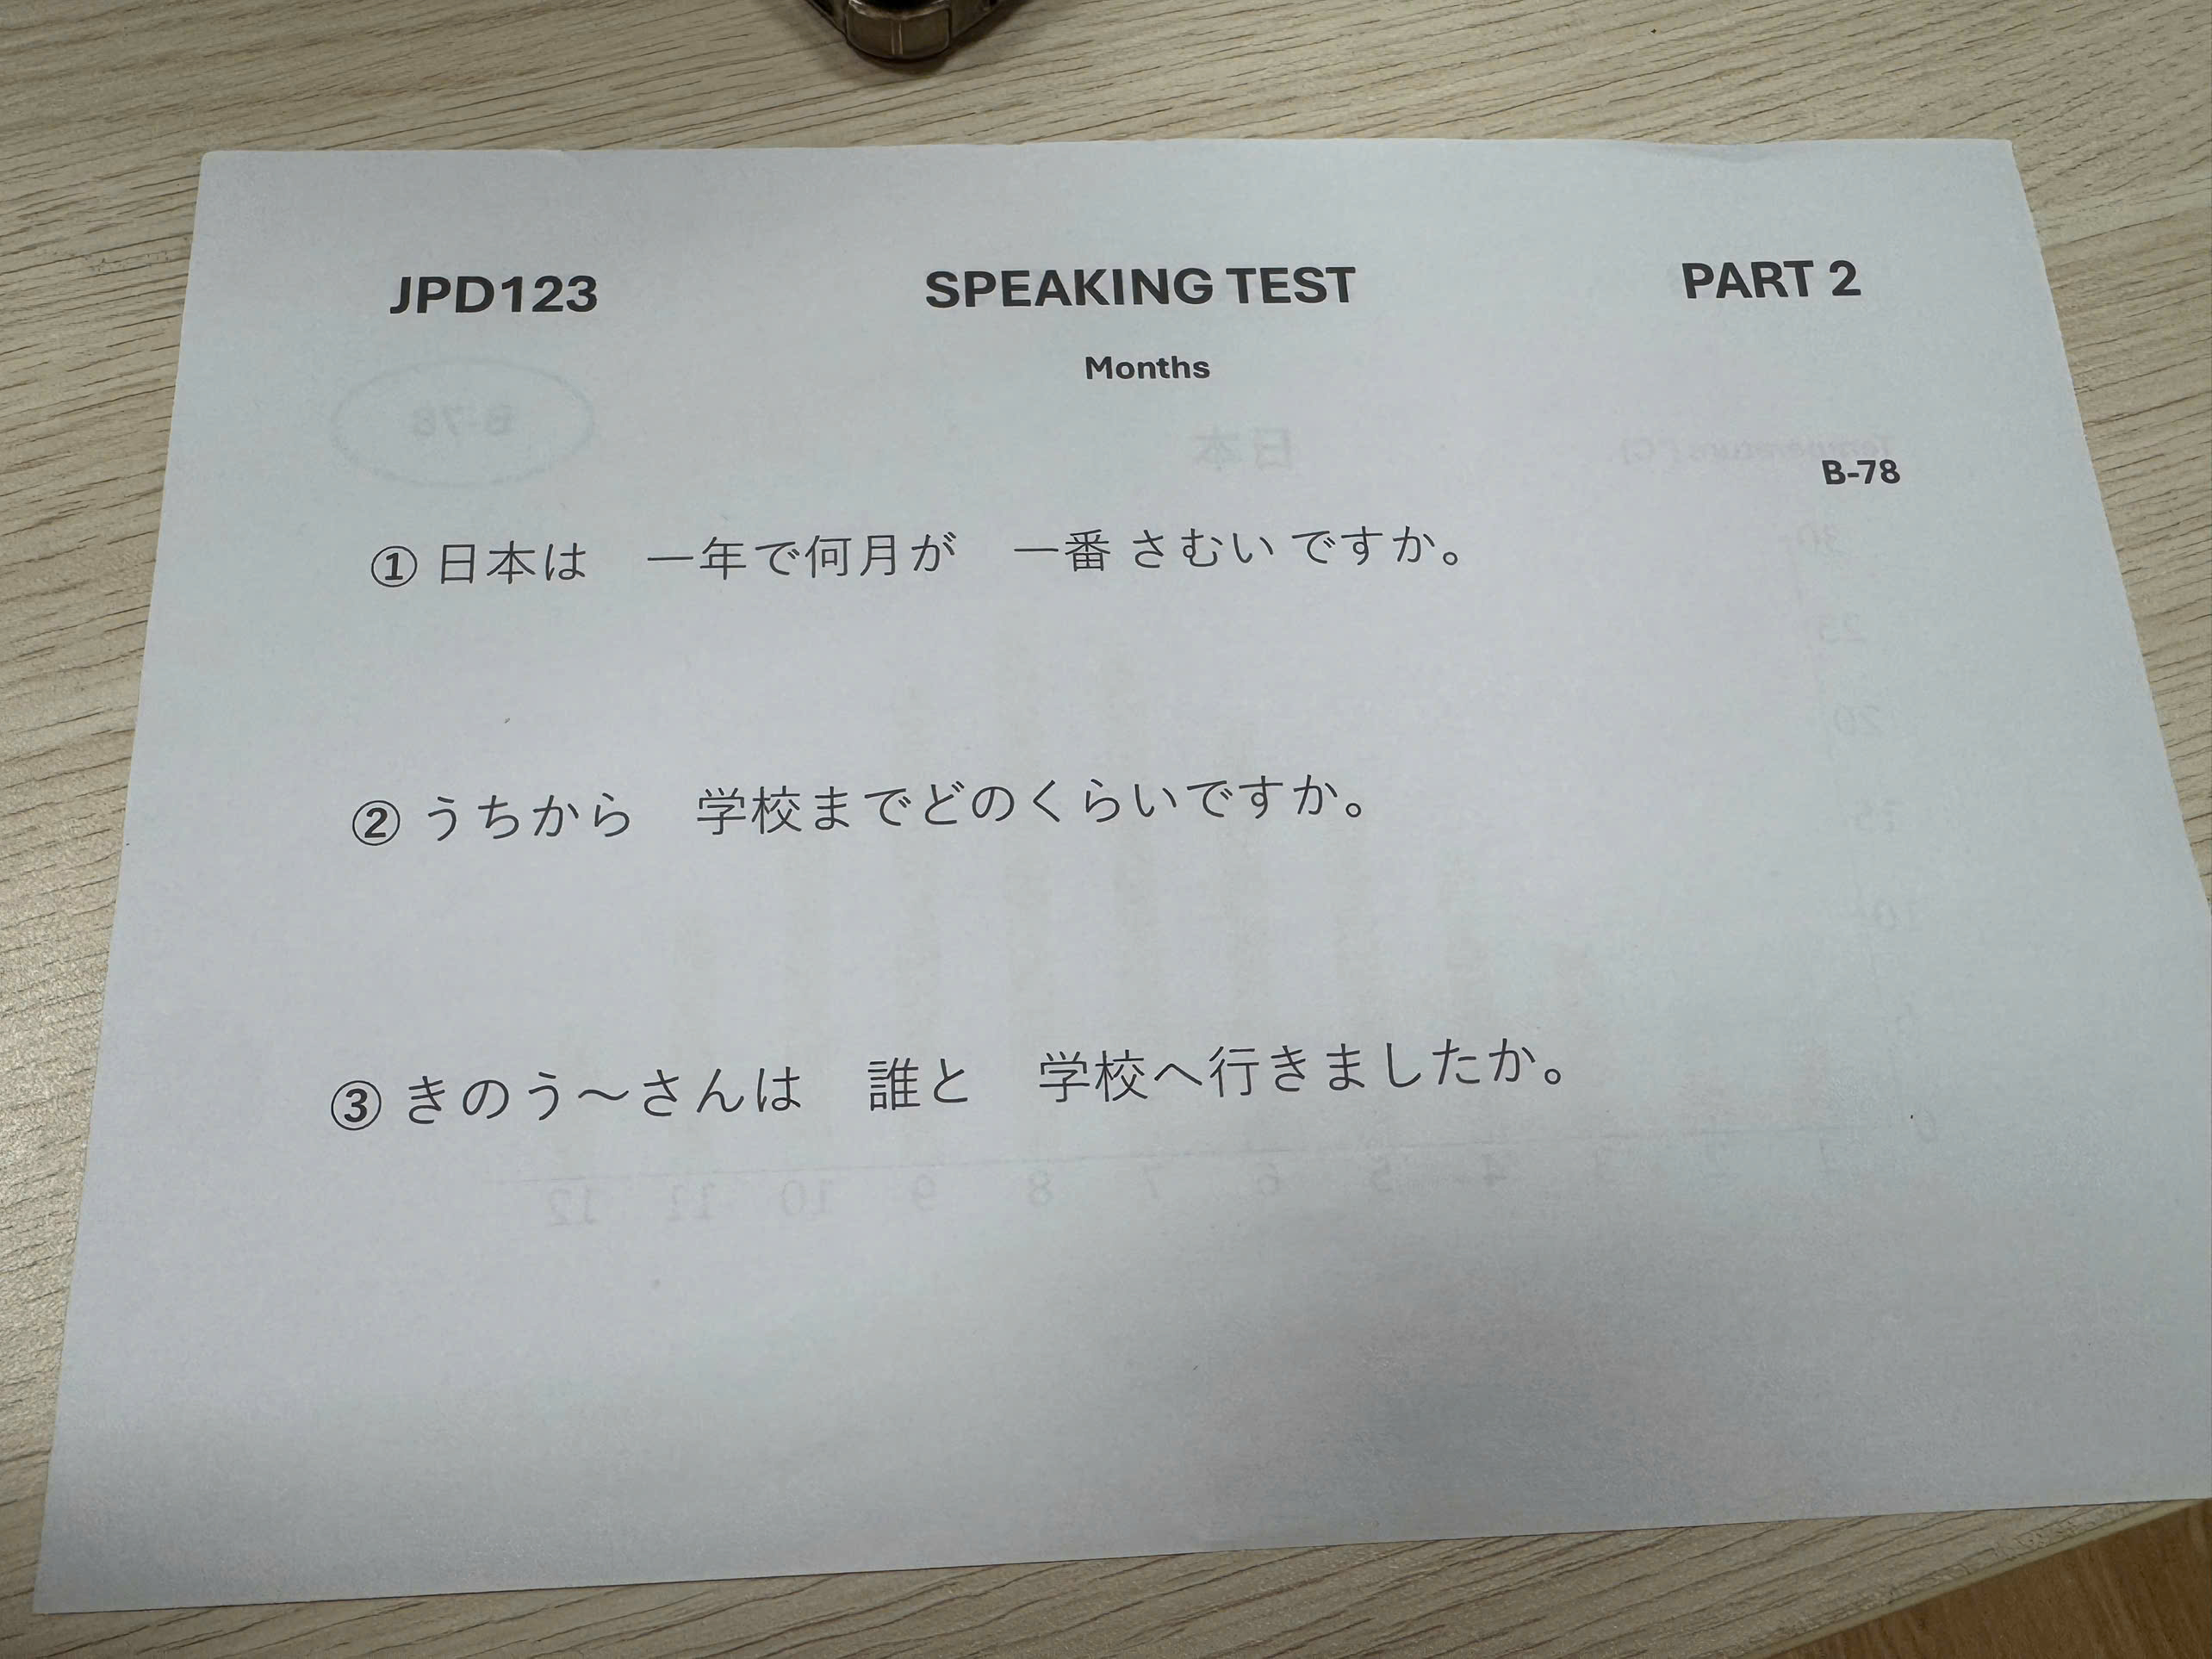 JPD123 SPEAKING TEST PART 2
Months
B-78
① 日本は　一年で何月が　一番 さむい ですか。
② うちから　学校までどのくらいですか。
③ きのう～さんは　誰と　学校へ行きましたか。